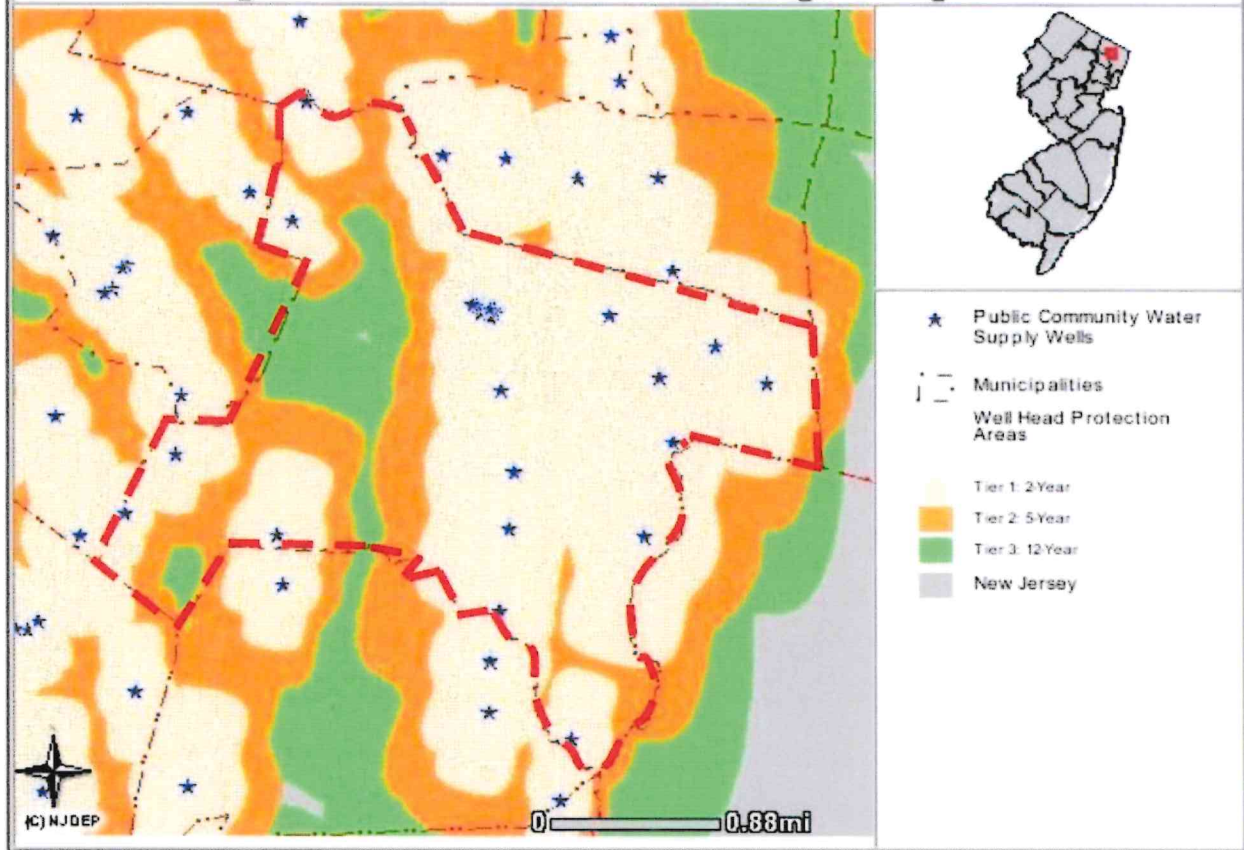 Public Community Water
Supply Wells
Municipalities
Well Head Protection
Areas
Tier 1: 2-Year
Tier 2: 5-Year
Tier 3: 12-Year
New Jersey
(C) NJDEP
0 0.88mi